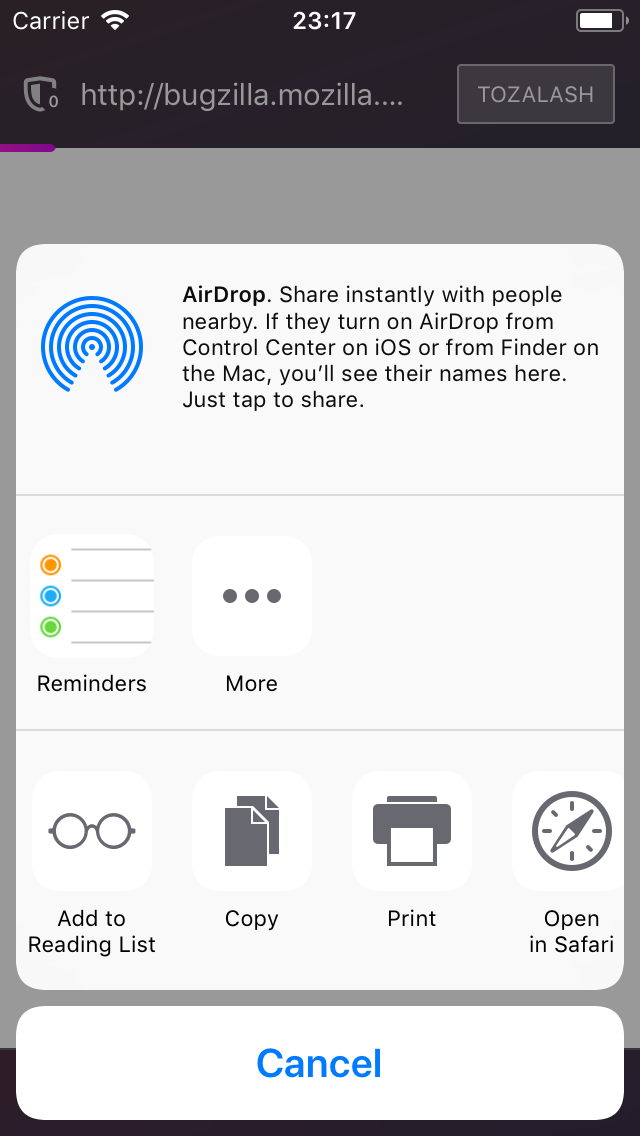 Carrier
23:17
0
http://bugzilla.mozilla....
TOZALASH
AirDrop. Share instantly with people
nearby. If they turn on AirDrop from
Control Center on iOS or from Finder on
the Mac, you’ll see their names here.
Just tap to share.
Reminders
More
Add to
Reading List
Copy
Print
Open
in Safari
Cancel